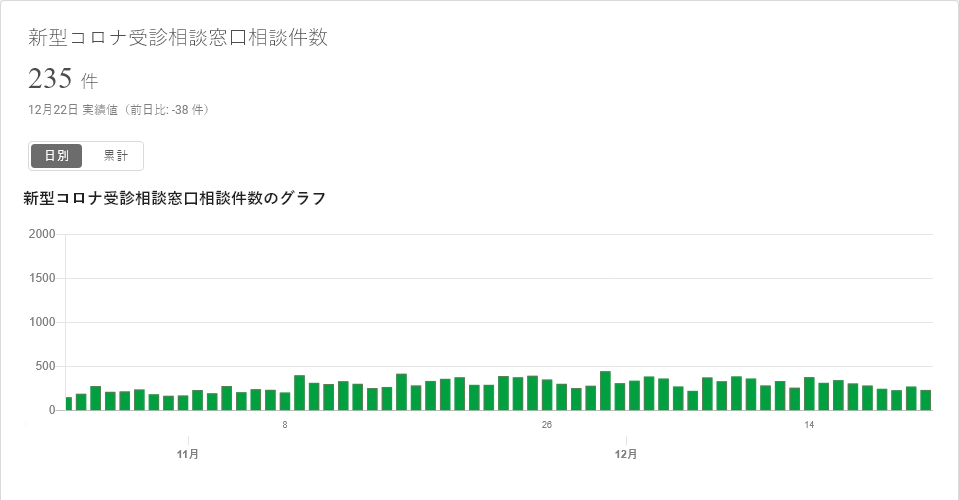 新型コロナ受診相談窓口相談件数
235 件
12月22日 実績値（前日比: -38 件）
日別 累計
新型コロナ受診相談窓口相談件数のグラフ
2000
1500
1000
500
0
8 26 14
11月 12月